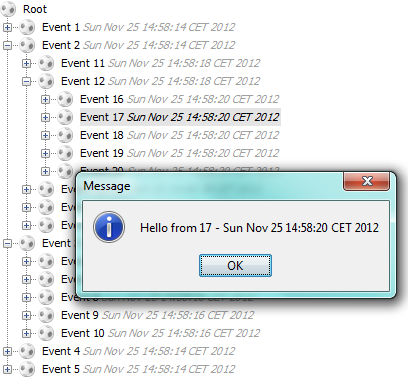 Root
Event 1 Sun Nov 25 14:58:14 CET 2012
Event 2 Sun Nov 25 14:58:14 CET 2012
Event 11 Sun Nov 25 14:58:18 CET 2012
Event 12 Sun Nov 25 14:58:18 CET 2012
Event 16 Sun Nov 25 14:58:20 CET 2012
Event 17 Sun Nov 25 14:58:20 CET 2012
Event 18 Sun Nov 25 14:58:20 CET 2012
Event 19 Sun Nov 25 14:58:20 CET 2012
Message
Hello from 17 - Sun Nov 25 14:58:20 CET 2012
OK
Event 9 Sun Nov 25 14:58:16 CET 2012
Event 10 Sun Nov 25 14:58:16 CET 2012
Event 4 Sun Nov 25 14:58:14 CET 2012
Event 5 Sun Nov 25 14:58:14 CET 2012